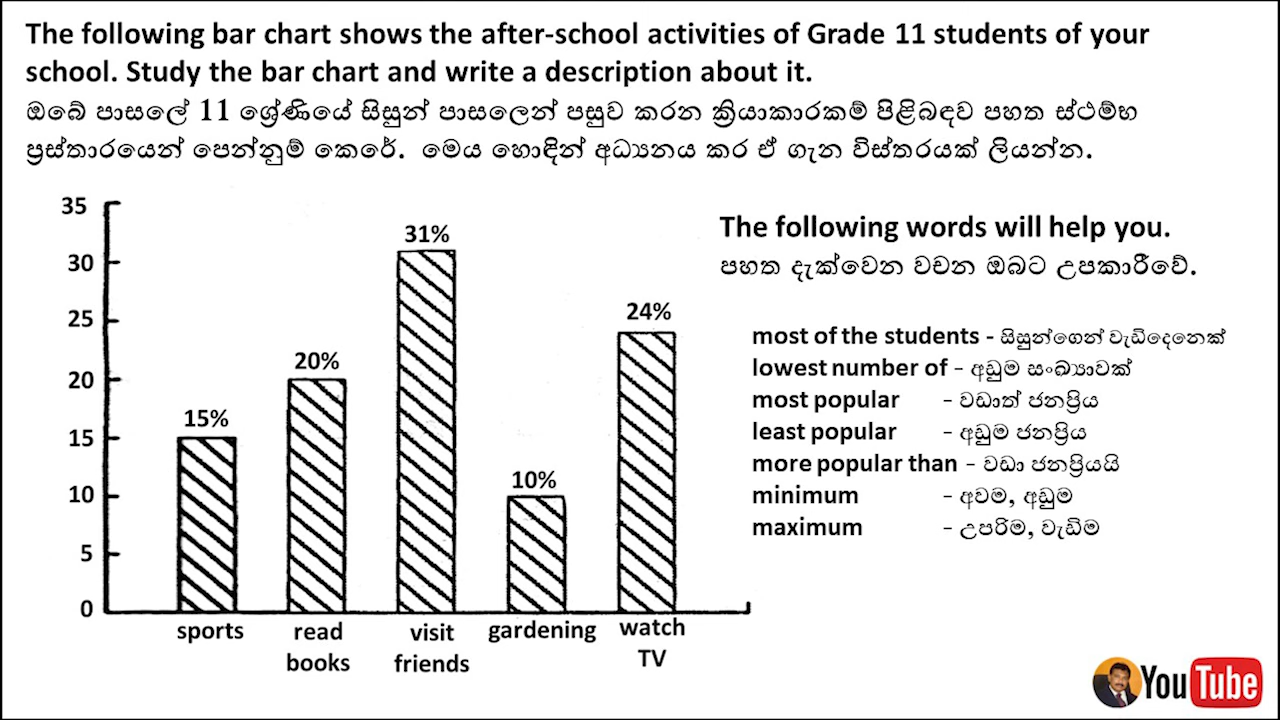 The following bar chart shows the after-school activities of Grade 11 students of your
school. Study the bar chart and write a description about it.
ඔබේ පාසලේ 11 ශ්‍රේණියේ සිසුන් පාසලෙන් පසුව කරන ක්‍රියාකාරකම් පිළිබඳව පහත ස්ථම්භ
ප්‍රස්තාරයෙන් පෙන්නුම් කෙරේ. මෙය හොඳින් අධ්‍යනය කර ඒ ගැන විස්තරයක් ලියන්න.
35
30
25
20
15
10
5
0
15%
20%
31%
10%
24%
sports
read
books
visit
friends
gardening
watch
TV
The following words will help you.
පහත දැක්වෙන වචන ඔබට උපකාරීවේ.
most of the students - සිසුන්ගෙන් වැඩිදෙනෙක්
lowest number of - අඩුම සංඛ්‍යාවක්
most popular - වඩාත් ජනප්‍රිය
least popular - අඩුම ජනප්‍රිය
more popular than - වඩා ජනප්‍රියයි
minimum - අවම, අඩුම
maximum - උපරිම, වැඩිම
YouTube